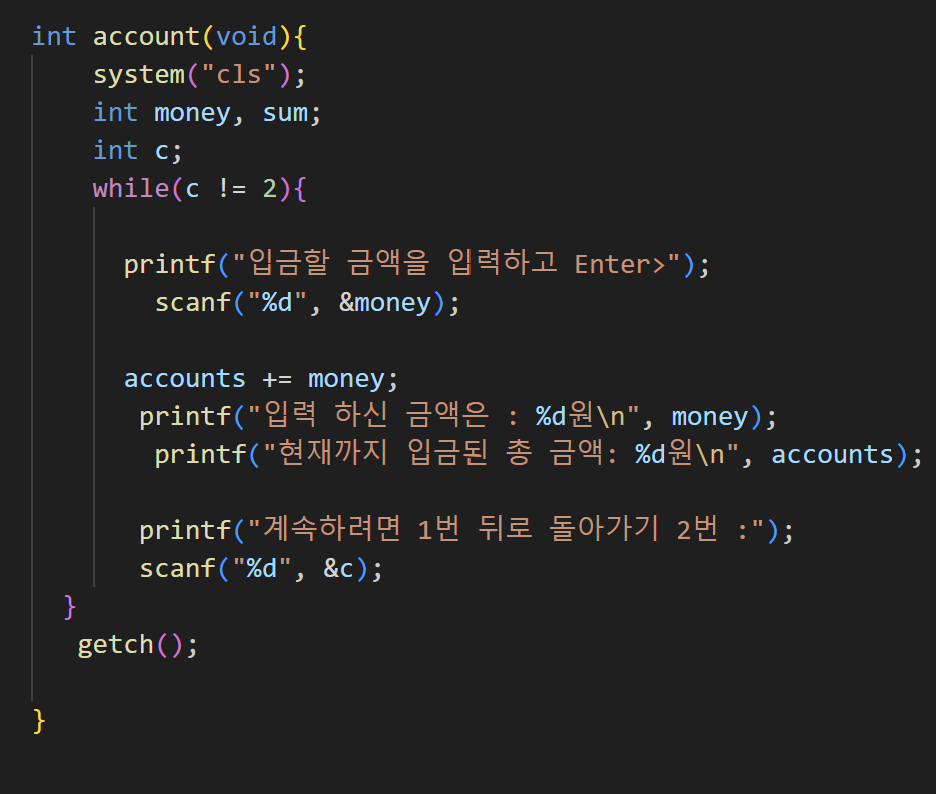 int account(void){
system("cls");
int money, sum;
int c;
while(c != 2){
printf("입금할 금액을 입력하고 Enter>");
scanf("%d", &money);
accounts += money;
printf("입력 하신 금액은 : %d원\n", money);
printf("현재까지 입금된 총 금액: %d원\n", accounts);
printf("계속하려면 1번 뒤로 돌아가기 2번 :");
scanf("%d", &c);
}
getch();
}